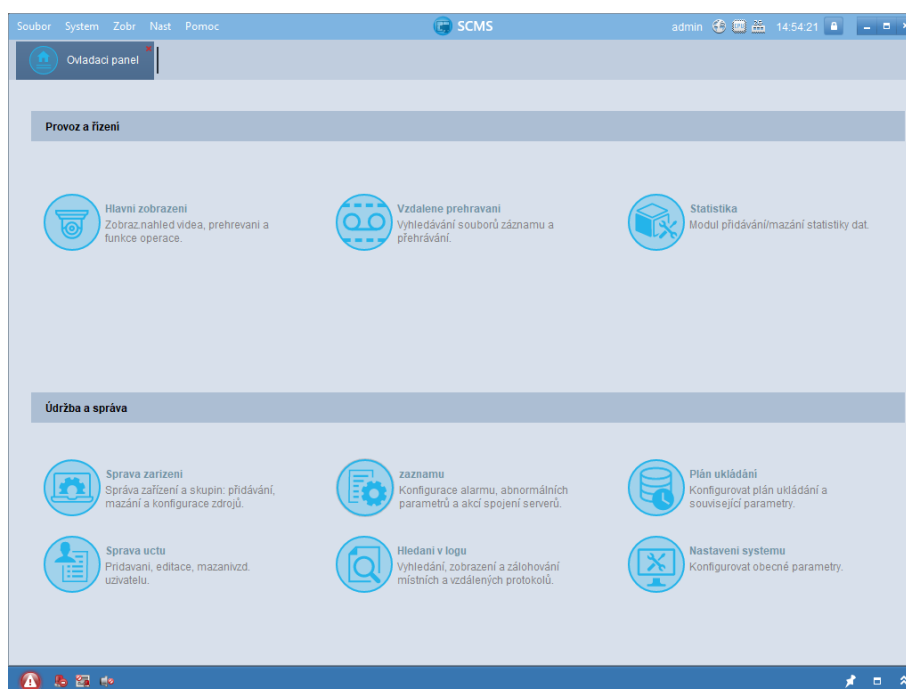 Soubor System Zobr Nast Pomoc SCMS admin 14:54:21
Ovladaci panel
Provoz a řízení
Hlavni zobrazeni
Zobraz.nahled videa, prehrevani a
funkce operace.
Vzdalene prehravani
Vyhledávání souborů záznamu a
přehrávání.
Statistika
Modul přidávání/mazání statistiky dat.
Údržba a správa
Sprava zarizeni
Správa zařízení a skupin: přidávání,
mazání a konfigurace zdrojů.
zaznamu
Konfigurace alarmu, abnormálních
parametrů a akcí spojení serverů.
Plán ukládání
Konfigurovat plán ukládání a
související parametry.
Sprava uctu
Pridavani, editace, mazanivzd.
uzivatelu.
Hledani v logu
Vyhledání, zobrazení a zálohování
místních a vzdálených protokolů.
Nastaveni systemu
Konfigurovat obecné parametry.